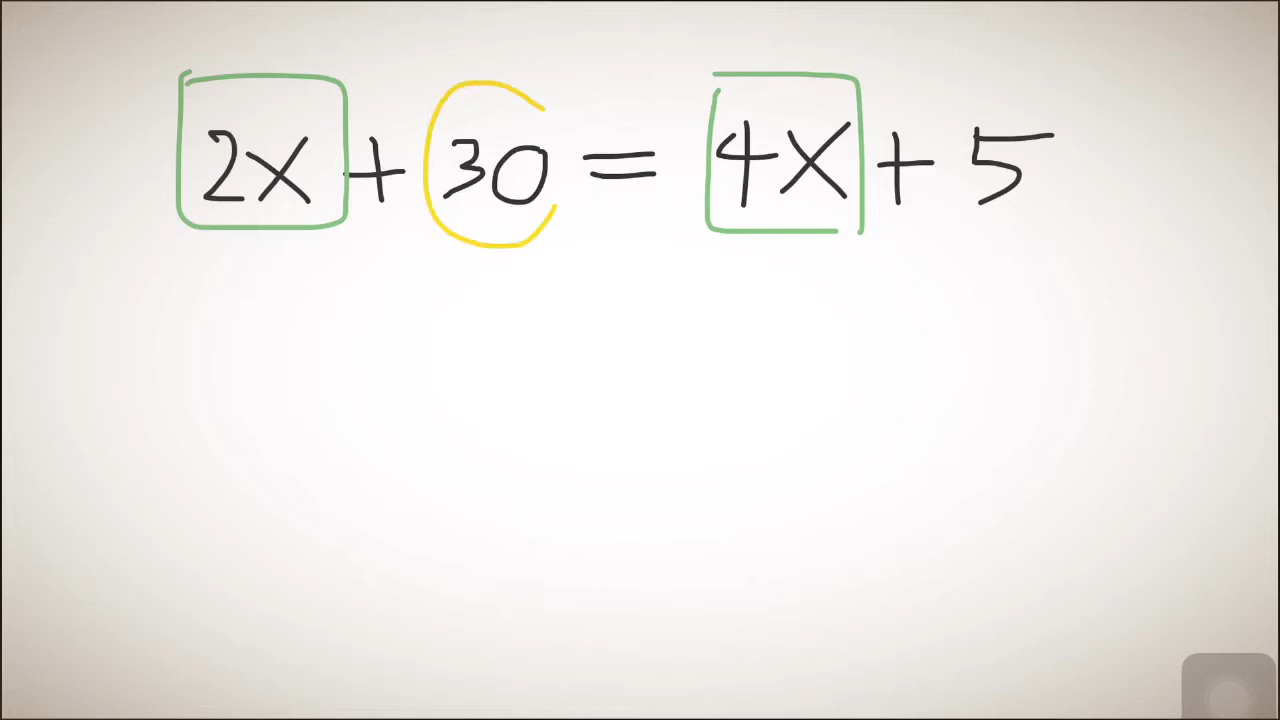 2x + 30 = 4x + 5